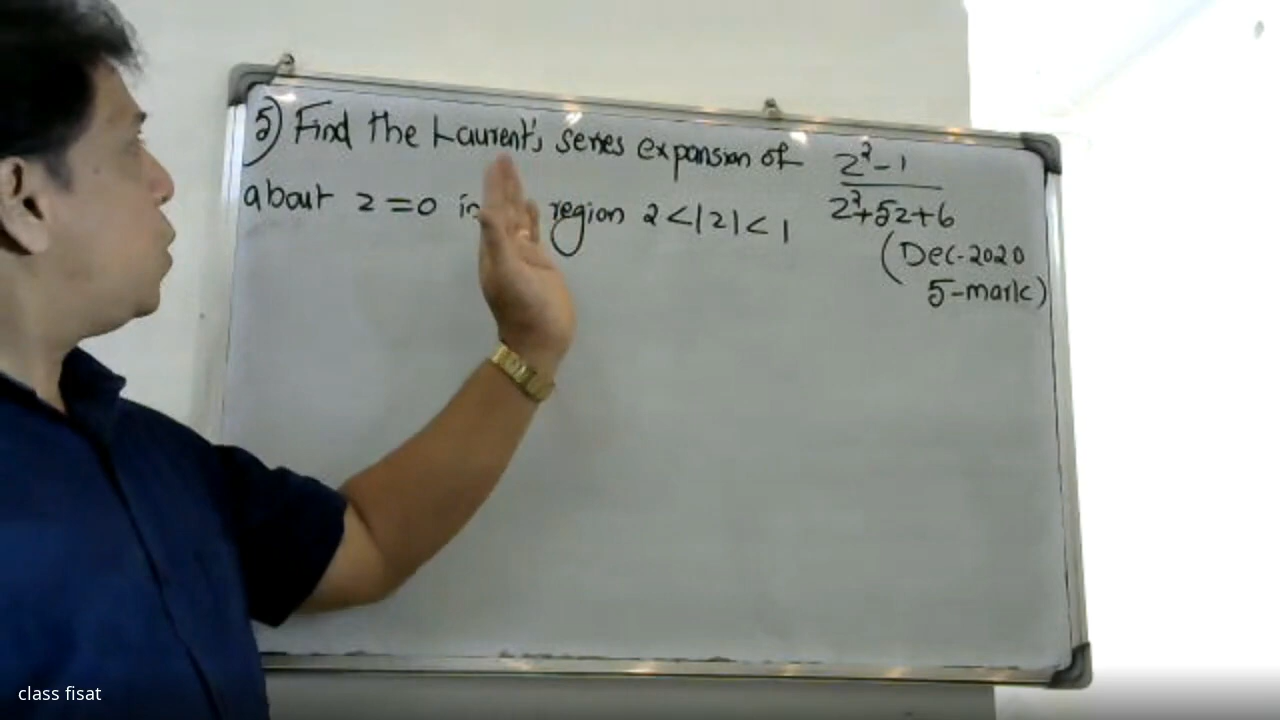 5) Find the Laurent's series expansion of z²-1 / z²+5z+6
about z=0 in region 2<|z|<1
(Dec-2020
5-mark)
class fisat